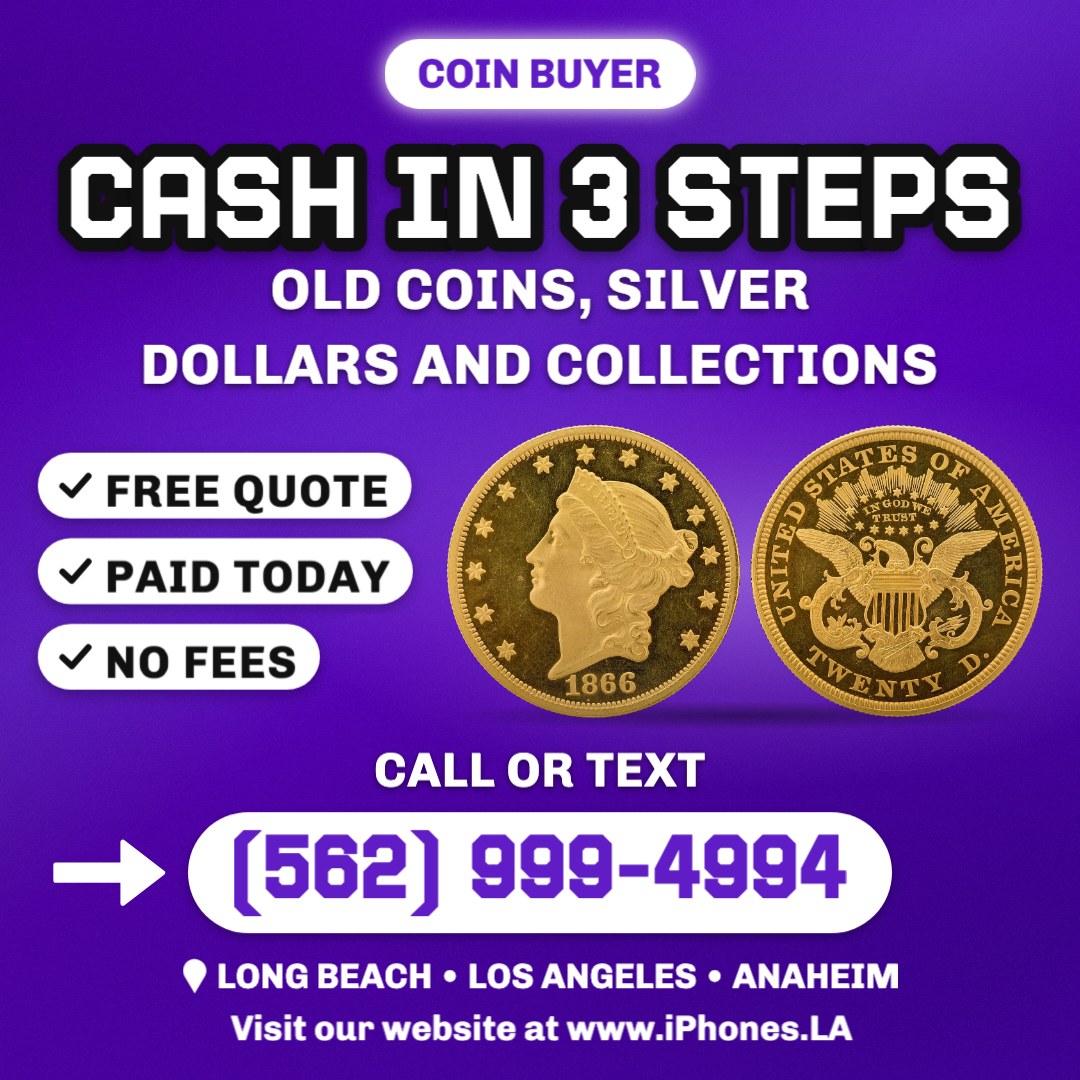 COIN BUYER
CASH IN 3 STEPS
OLD COINS, SILVER
DOLLARS AND COLLECTIONS
✓ FREE QUOTE
✓ PAID TODAY
✓ NO FEES
1866
UNITED STATES OF AMERICA
IN GOD WE
TRUST
TWENTY D.
CALL OR TEXT
(562) 999-4994
LONG BEACH • LOS ANGELES • ANAHEIM
Visit our website at www.iPhones.LA